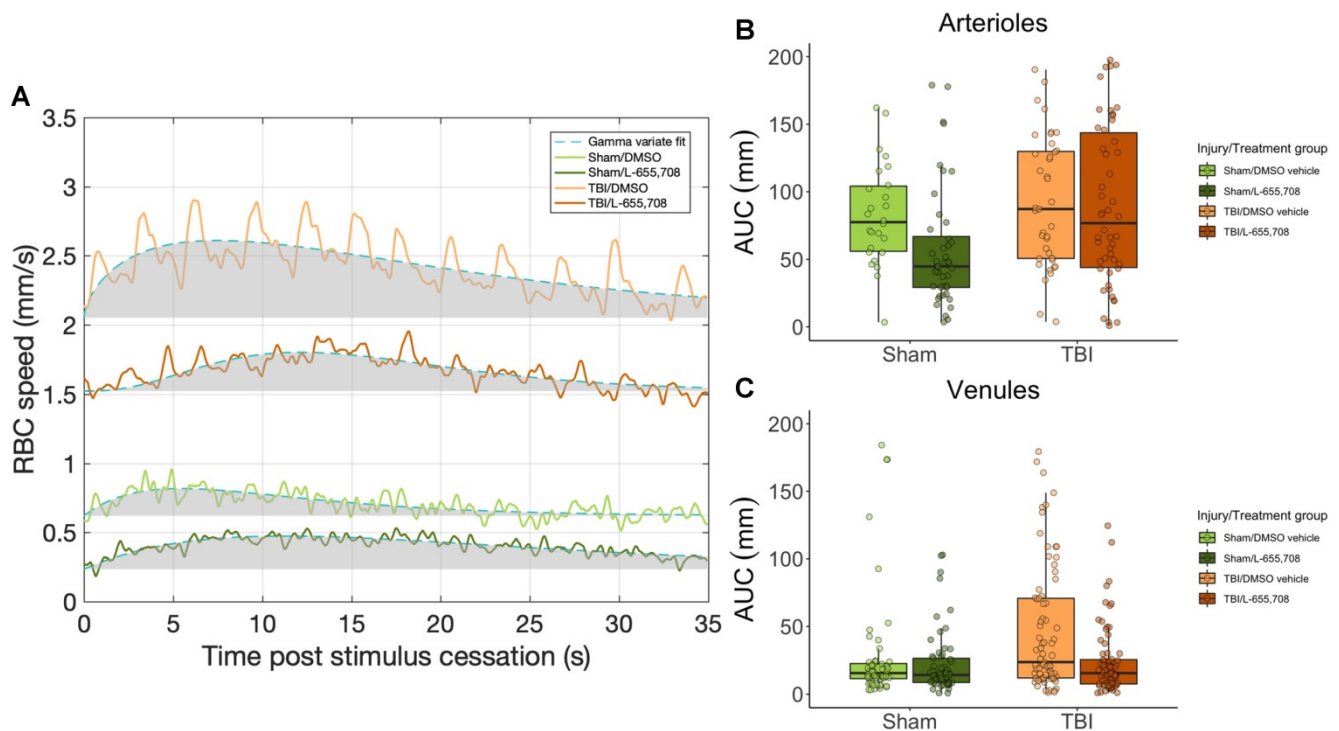 A
3.5
3
2.5
2
1.5
1
0.5
0
0
5
10
15
20
25
30
35
RBC speed (mm/s)
Time post stimulus cessation (s)
Gamma variate fit
Sham/DMSO
Sham/L-655,708
TBI/DMSO
TBI/L-655,708
B
Arterioles
200
150
100
50
0
AUC (mm)
Sham
TBI
Injury/Treatment group
Sham/DMSO vehicle
Sham/L-655,708
TBI/DMSO vehicle
TBI/L-655,708
C
Venules
200
150
100
50
0
AUC (mm)
Sham
TBI
Injury/Treatment group
Sham/DMSO vehicle
Sham/L-655,708
TBI/DMSO vehicle
TBI/L-655,708